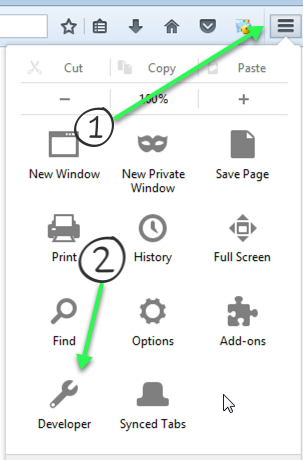 Cut Copy Paste
− 100% +
1
New Window New Private Window Save Page
2
Print History Full Screen
Find Options Add-ons
Developer Synced Tabs